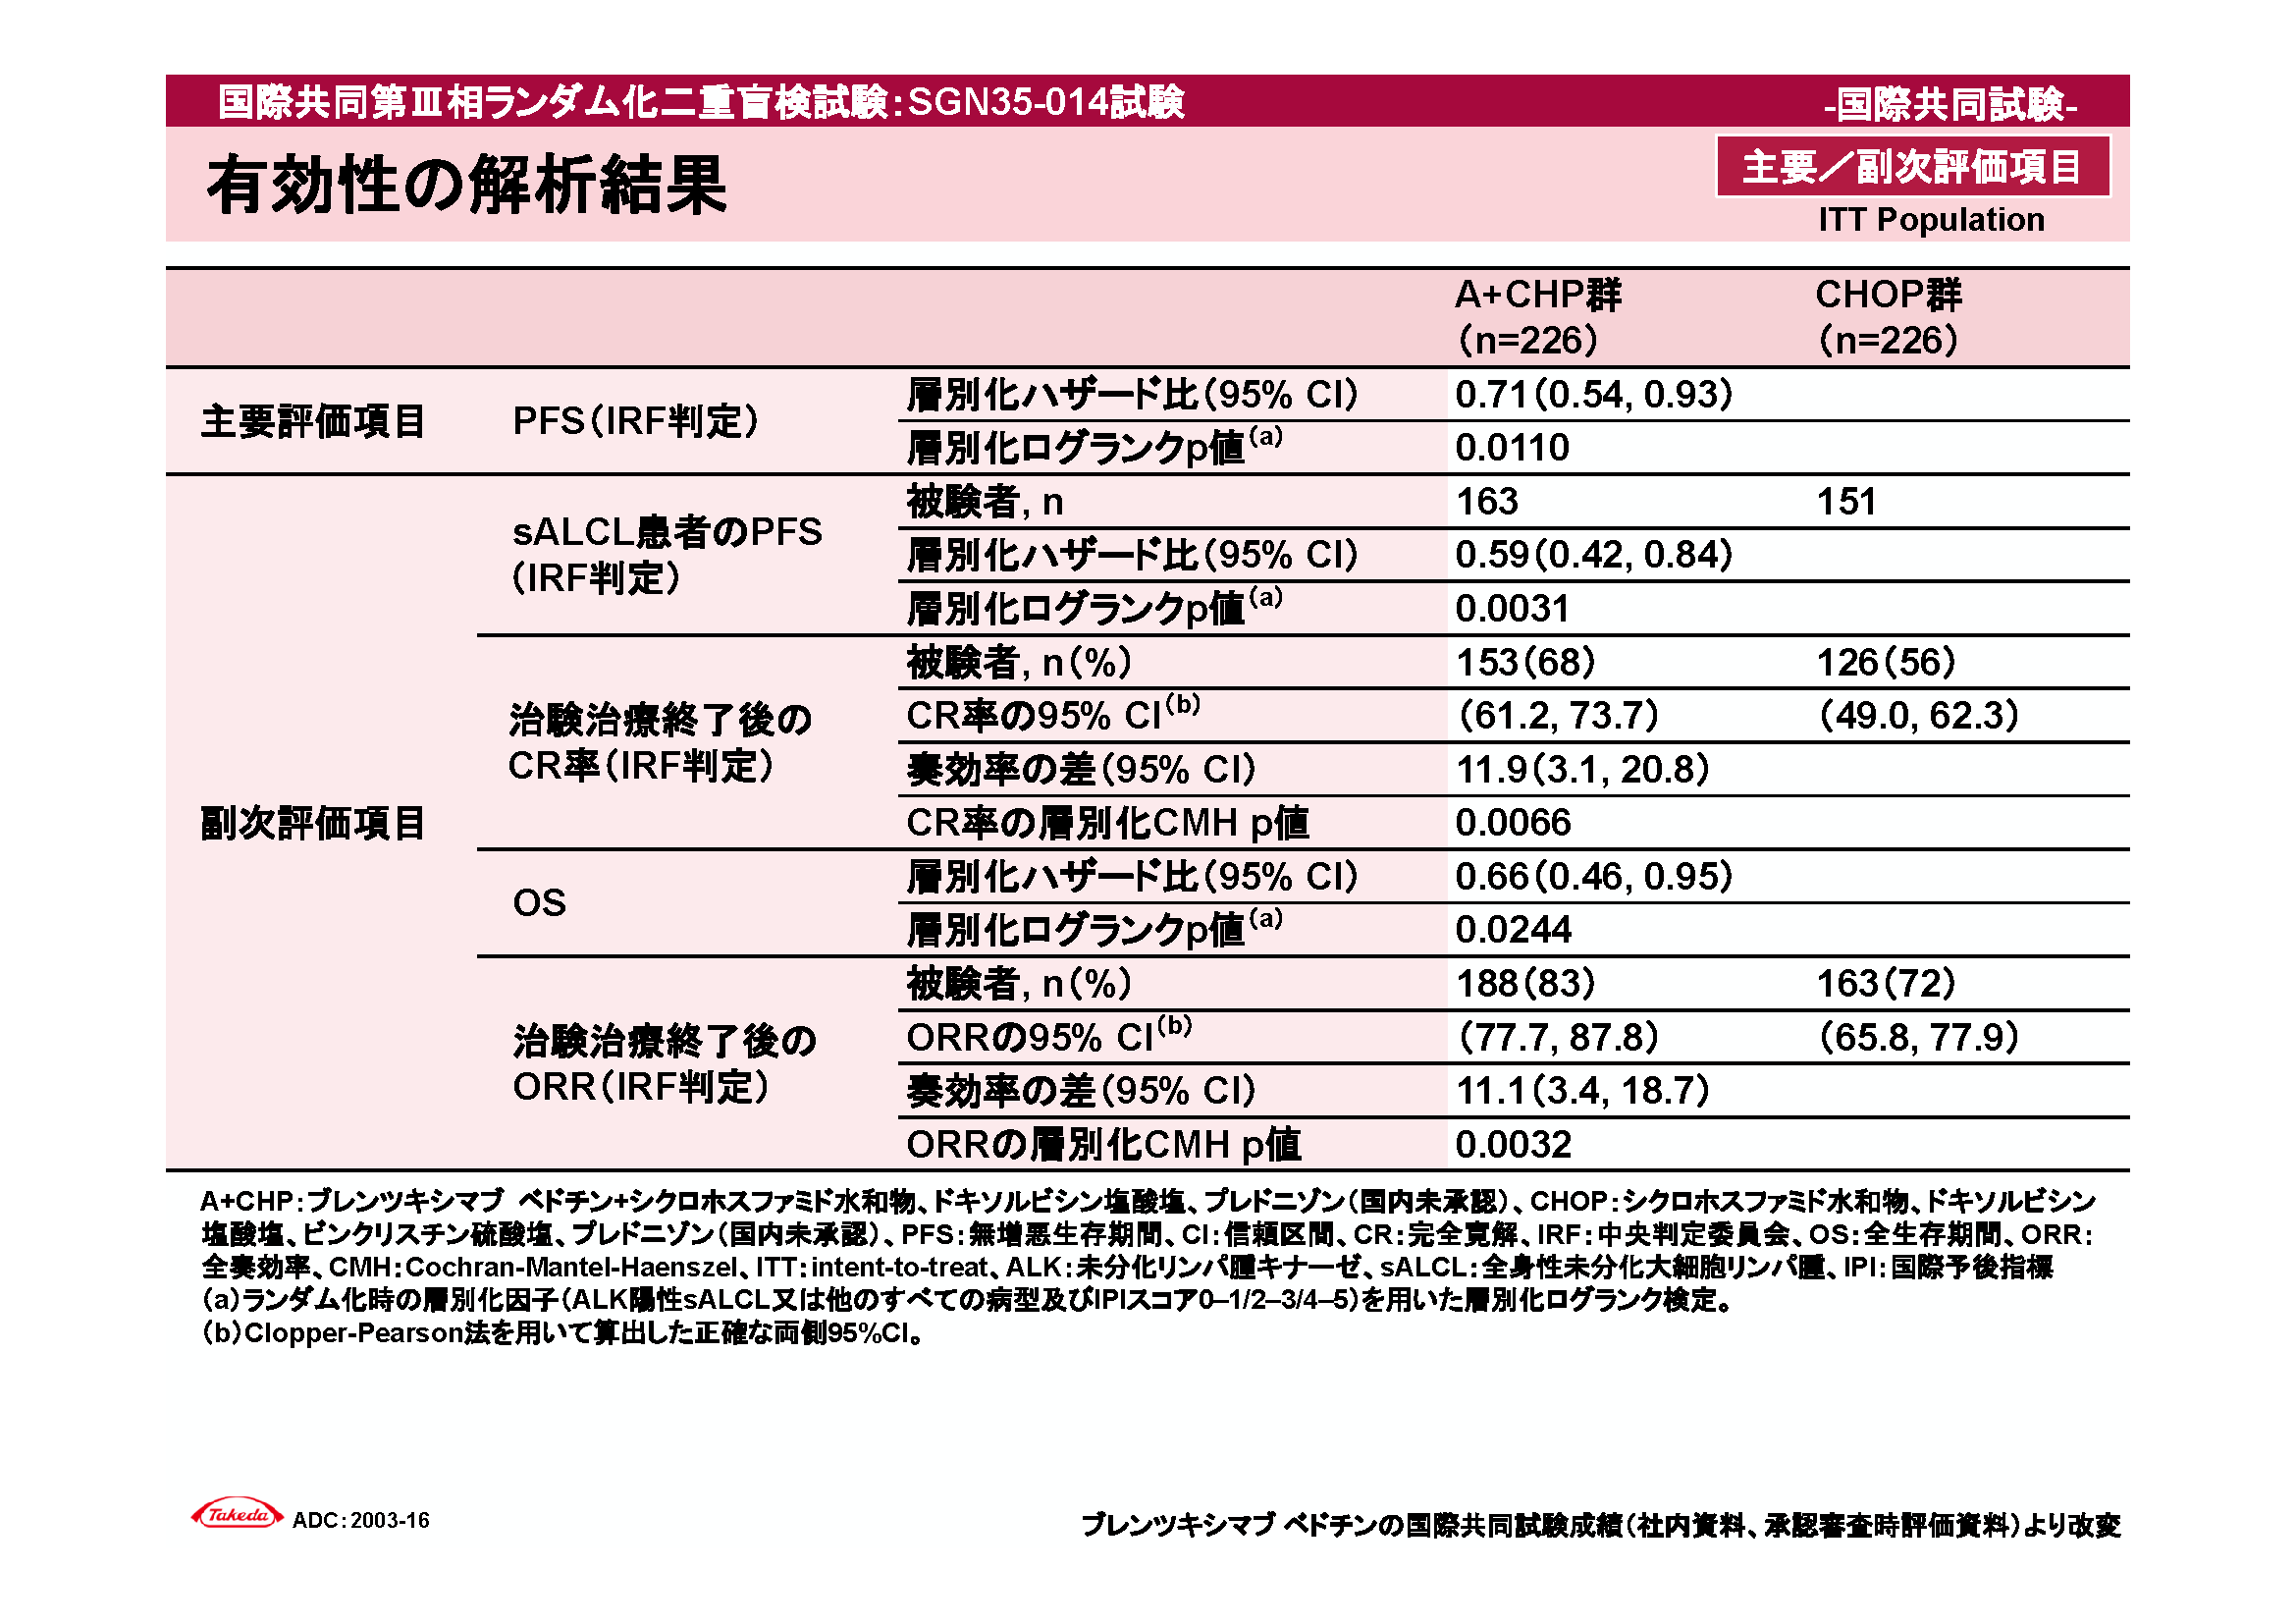 国際共同第Ⅲ相ランダム化二重盲検試験：SGN35-014試験
-国際共同試験-
有効性の解析結果
主要／副次評価項目
ITT Population
A+CHP群
（n=226）
CHOP群
（n=226）
主要評価項目
PFS（IRF判定）
層別化ハザード比（95% CI）
0.71（0.54, 0.93）
層別化ログランクp値（a）
0.0110
副次評価項目
sALCL患者のPFS
（IRF判定）
被験者, n
163
151
層別化ハザード比（95% CI）
0.59（0.42, 0.84）
層別化ログランクp値（a）
0.0031
治験治療終了後の
CR率（IRF判定）
被験者, n（%）
153（68）
126（56）
CR率の95% CI（b）
（61.2, 73.7）
（49.0, 62.3）
奏効率の差（95% CI）
11.9（3.1, 20.8）
CR率の層別化CMH p値
0.0066
OS
層別化ハザード比（95% CI）
0.66（0.46, 0.95）
層別化ログランクp値（a）
0.0244
治験治療終了後の
ORR（IRF判定）
被験者, n（%）
188（83）
163（72）
ORRの95% CI（b）
（77.7, 87.8）
（65.8, 77.9）
奏効率の差（95% CI）
11.1（3.4, 18.7）
ORRの層別化CMH p値
0.0032
A+CHP：ブレンツキシマブ ベドチン+シクロホスファミド水和物、ドキソルビシン塩酸塩、プレドニゾン（国内未承認）、CHOP：シクロホスファミド水和物、ドキソルビシン
塩酸塩、ビンクリスチン硫酸塩、プレドニゾン（国内未承認）、PFS：無増悪生存期間、CI：信頼区間、CR：完全寛解、IRF：中央判定委員会、OS：全生存期間、ORR：
全奏効率、CMH：Cochran-Mantel-Haenszel、ITT：intent-to-treat、ALK：未分化リンパ腫キナーゼ、sALCL：全身性未分化大細胞リンパ腫、IPI：国際予後指標
（a）ランダム化時の層別化因子（ALK陽性sALCL又は他のすべての病型及びIPIスコア0–1/2–3/4–5）を用いた層別化ログランク検定。
（b）Clopper-Pearson法を用いて算出した正確な両側95%CI。
Takeda
ADC：2003-16
ブレンツキシマブ ベドチンの国際共同試験成績（社内資料、承認審査時評価資料）より改変